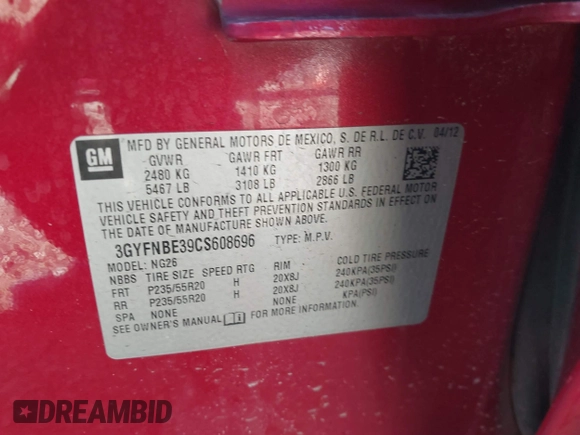 GM
MFD BY GENERAL MOTORS DE MEXICO, S. DE R.L. DE C.V. 04/12
GVWR GAWR FRT GAWR RR
2480 KG 1410 KG 1300 KG
5467 LB 3108 LB 2866 LB
THIS VEHICLE CONFORMS TO ALL APPLICABLE U.S. FEDERAL MOTOR
VEHICLE SAFETY AND THEFT PREVENTION STANDARDS IN EFFECT ON
THE DATE OF MANUFACTURE SHOWN ABOVE.
3GYFNBE39CS608696 TYPE: M.P.V.
MODEL: NG26
NBBS TIRE SIZE SPEED RTG RIM COLD TIRE PRESSURE
FRT P235/55R20 H 20X8J 240KPA(35PSI)
RR P235/55R20 H 20X8J 240KPA(35PSI)
SPA NONE NONE KPA(PSI)
SEE OWNER'S MANUAL FOR MORE INFORMATION.
DREAMBID